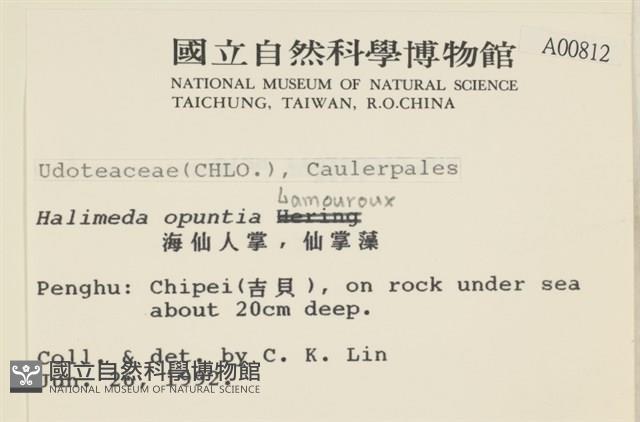 國立自然科學博物館
A00812
NATIONAL MUSEUM OF NATURAL SCIENCE
TAICHUNG, TAIWAN, R.O.CHINA
Udoteaceae(CHLO.), Caulerpales
Lamouroux
Halimeda opuntia Hering
海仙人掌，仙掌藻
Penghu: Chipei(吉貝), on rock under sea
about 20cm deep.
Coll. & det. by C. K. Lin
國立自然科學博物館
26, 1992.
NATIONAL MUSEUM OF NATURAL SCIENCE